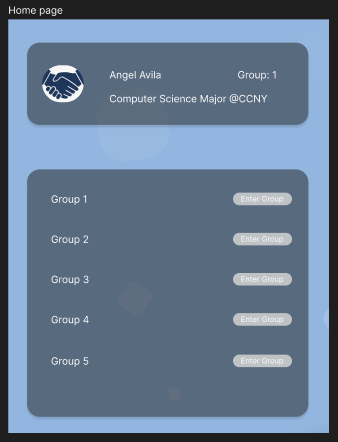 Home page
Angel Avila Group: 1
Computer Science Major @CCNY
Group 1 Enter Group
Group 2 Enter Group
Group 3 Enter Group
Group 4 Enter Group
Group 5 Enter Group